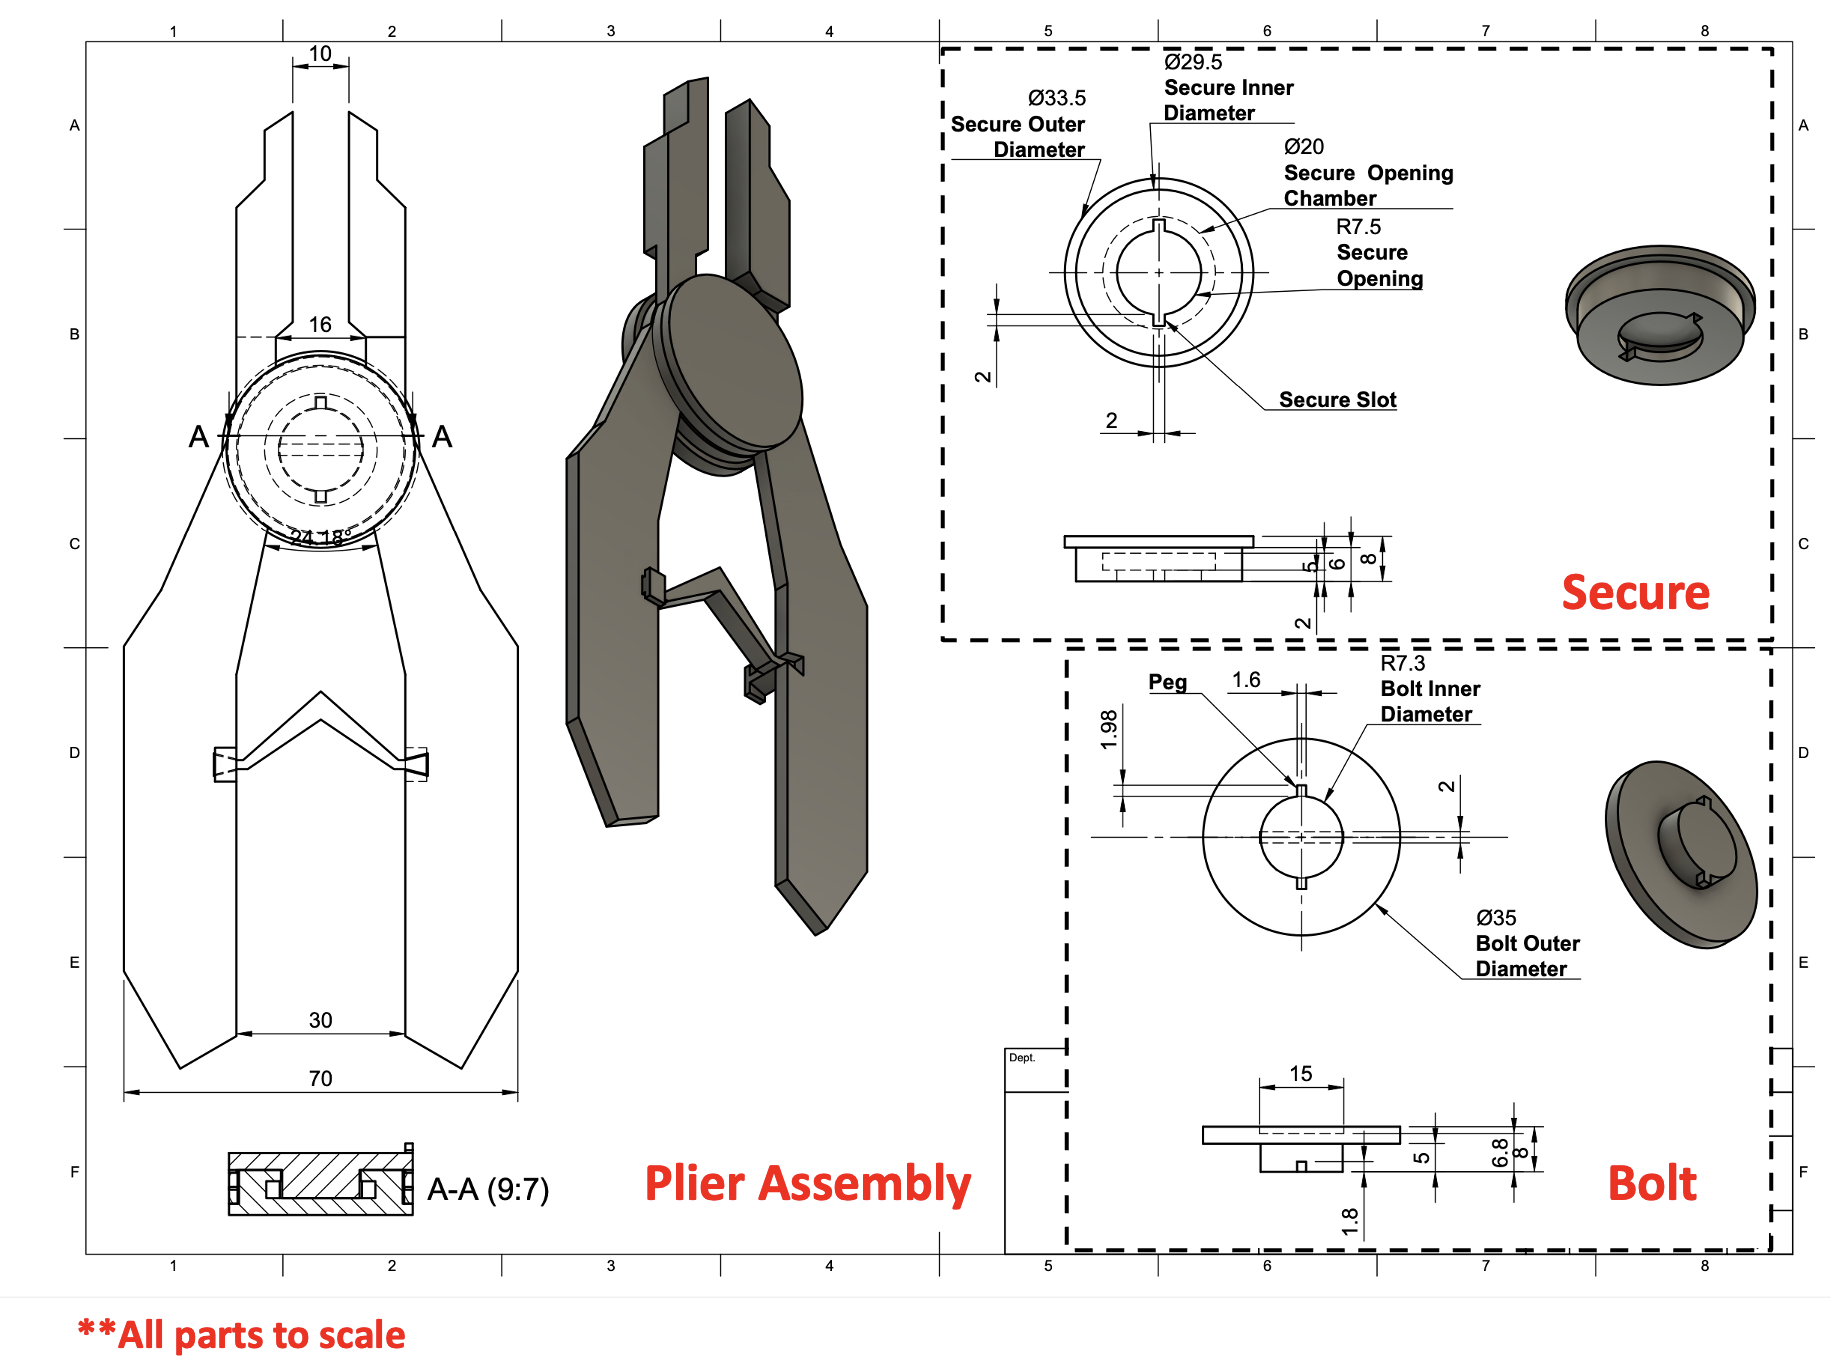 1 2 3 4 5 6 7 8
A
B
C
D
E
F
10
16
A A
24.18°
30
70
A-A (9:7)
Plier Assembly
Ø33.5
Secure Outer
Diameter
Ø29.5
Secure Inner
Diameter
Ø20
Secure Opening
Chamber
R7.5
Secure
Opening
2
2
Secure Slot
5
6
8
2
Secure
Peg
1.6
R7.3
Bolt Inner
Diameter
1.98
2
Ø35
Bolt Outer
Diameter
Dept.
15
5
6.8
8
1.8
Bolt
A
B
C
D
E
F
1 2 3 4 5 6 7 8
**All parts to scale